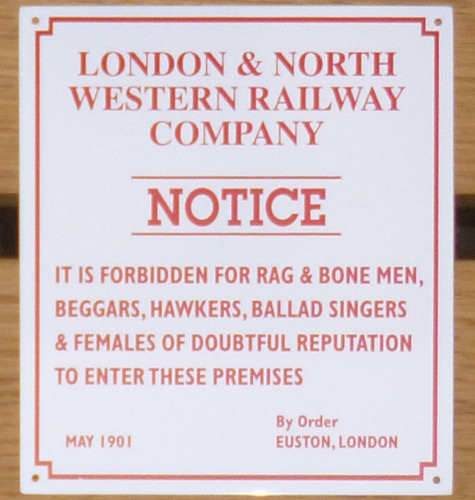 LONDON & NORTH
WESTERN RAILWAY
COMPANY
NOTICE
IT IS FORBIDDEN FOR RAG & BONE MEN,
BEGGARS, HAWKERS, BALLAD SINGERS
& FEMALES OF DOUBTFUL REPUTATION
TO ENTER THESE PREMISES
By Order
MAY 1901 EUSTON, LONDON